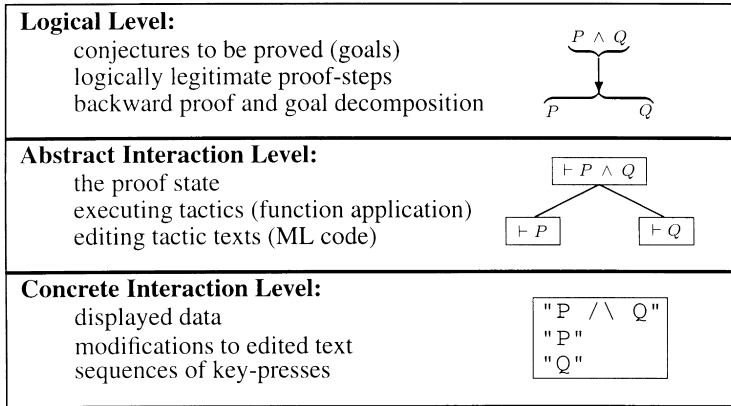 Logical Level:
conjectures to be proved (goals)
logically legitimate proof-steps
backward proof and goal decomposition
P ∧ Q
P Q
Abstract Interaction Level:
the proof state
executing tactics (function application)
editing tactic texts (ML code)
⊢ P ∧ Q
⊢ P ⊢ Q
Concrete Interaction Level:
displayed data
modifications to edited text
sequences of key-presses
"P /\ Q"
"P"
"Q"